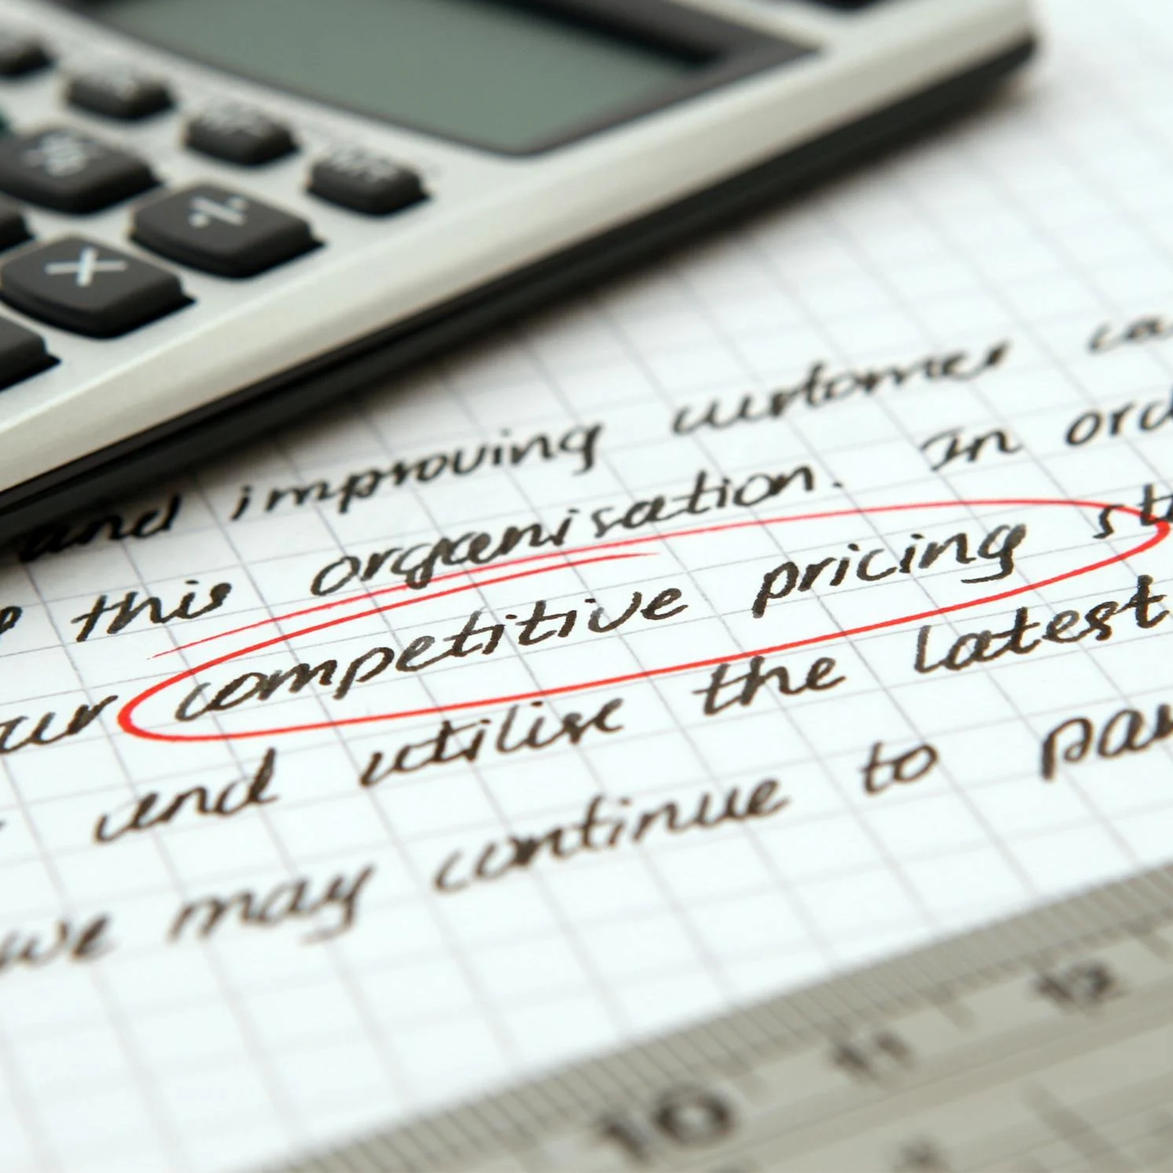 %
÷
×
and improving customer ca
this organisation. In ord
our competitive pricing st
and utilise the latest
we may continue to par
10 11 12